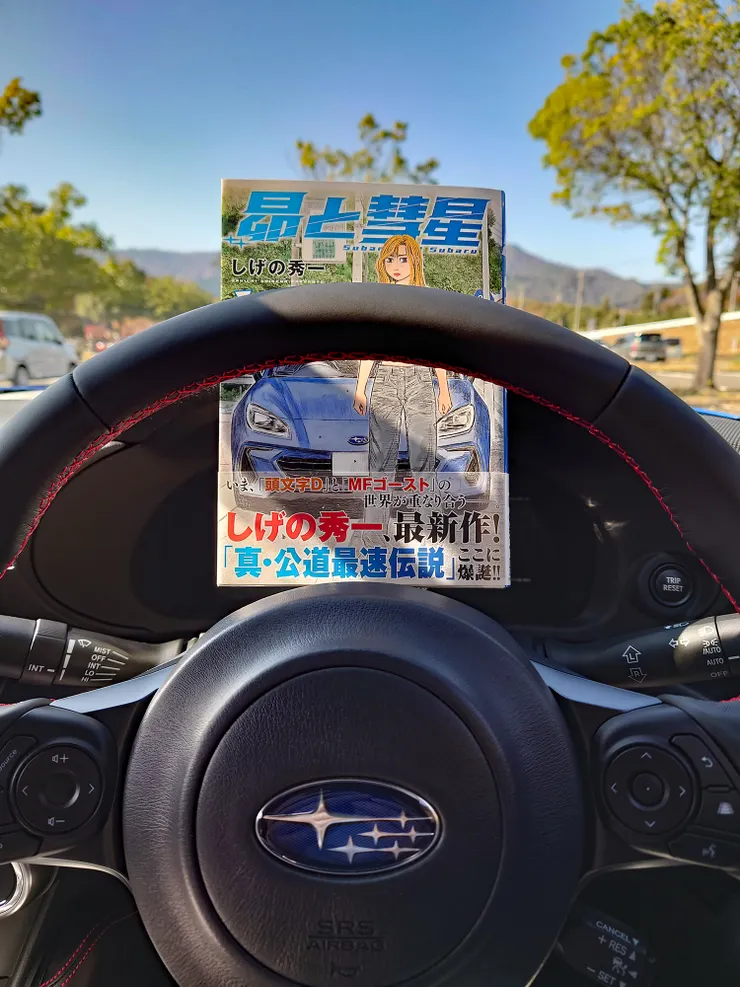 昴と彗星
Subaru and Subaru
しげの秀一
いま、『頭文字D』と『MFゴースト』の
世界が重なり合う。
しげの秀一、最新作!
「真・公道最速伝説」ここに
爆誕!!
TRIP
RESET
MIST
OFF
INT
LO
HI
INT
L
R
AUTO
AUTO
OFF
source
SRS
AIRBAG
CANCEL
+ RES
- SET